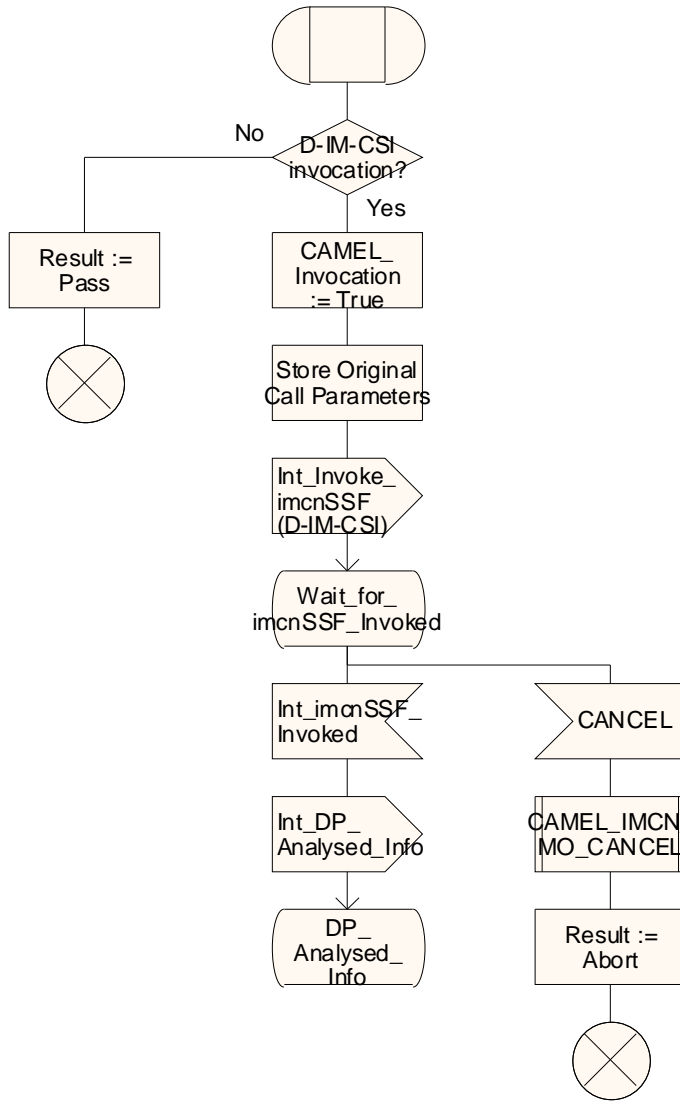 No
D-IM-CSI
invocation?
Yes
Result :=
Pass
CAMEL_
Invocation
:= True
Store Original
Call Parameters
Int_Invoke_
imcnSSF
(D-IM-CSI)
Wait_for_
imcnSSF_Invoked
Int_imcnSSF_
Invoked
CANCEL
Int_DP_
Analysed_Info
CAMEL_IMCN
MO_CANCEL
DP_
Analysed_
Info
Result :=
Abort